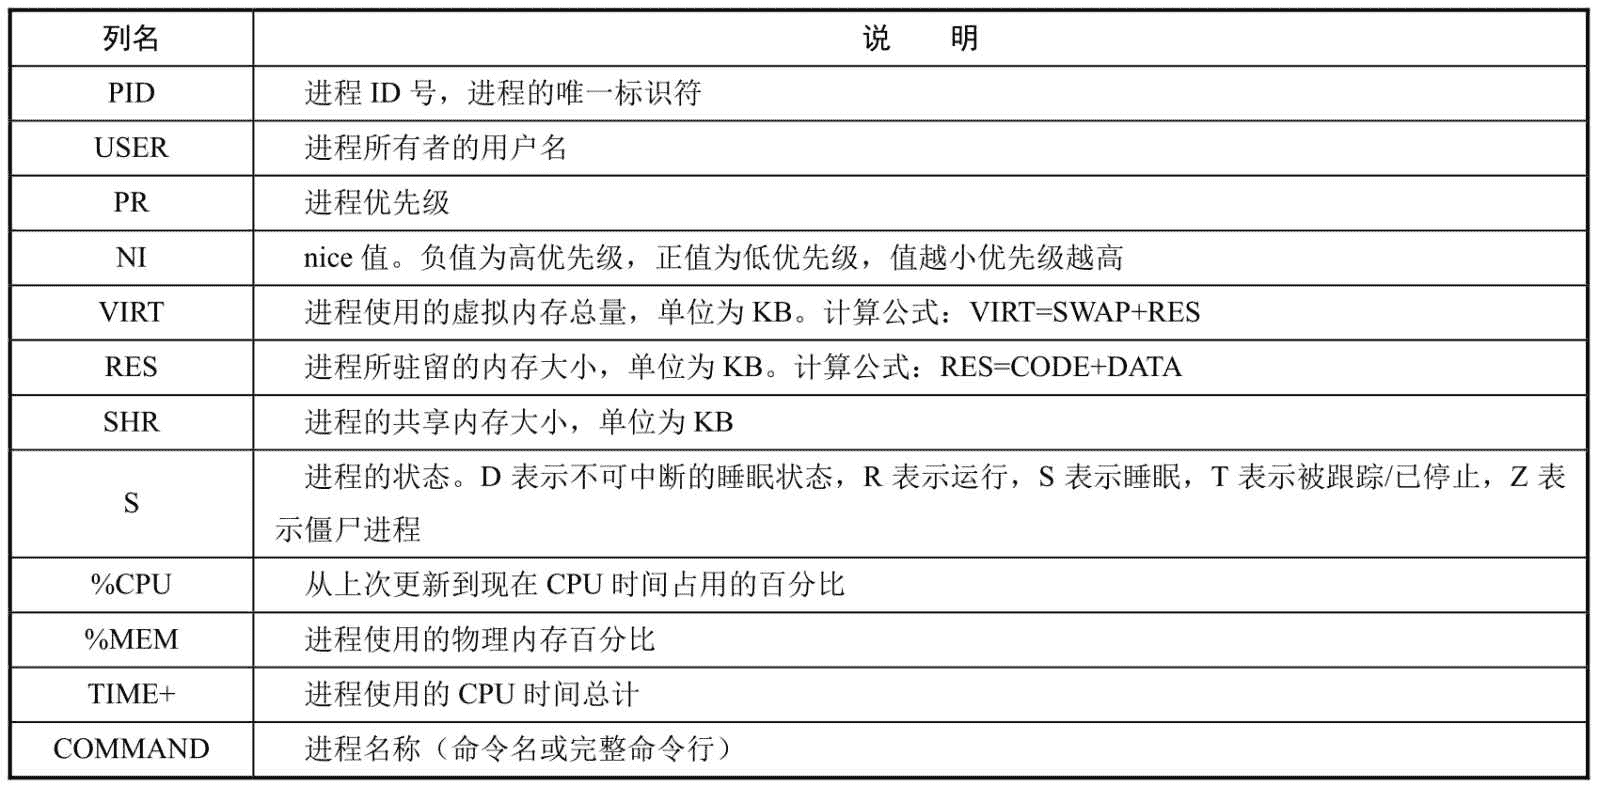 列名 说 明
PID 进程 ID 号，进程的唯一标识符
USER 进程所有者的用户名
PR 进程优先级
NI nice 值。负值为高优先级，正值为低优先级，值越小优先级越高
VIRT 进程使用的虚拟内存总量，单位为 KB。计算公式：VIRT=SWAP+RES
RES 进程所驻留的内存大小，单位为 KB。计算公式：RES=CODE+DATA
SHR 进程的共享内存大小，单位为 KB
S 进程的状态。D 表示不可中断的睡眠状态，R 表示运行，S 表示睡眠，T 表示被跟踪/已停止，Z 表
示僵尸进程
%CPU 从上次更新到现在 CPU 时间占用的百分比
%MEM 进程使用的物理内存百分比
TIME+ 进程使用的 CPU 时间总计
COMMAND 进程名称（命令名或完整命令行）